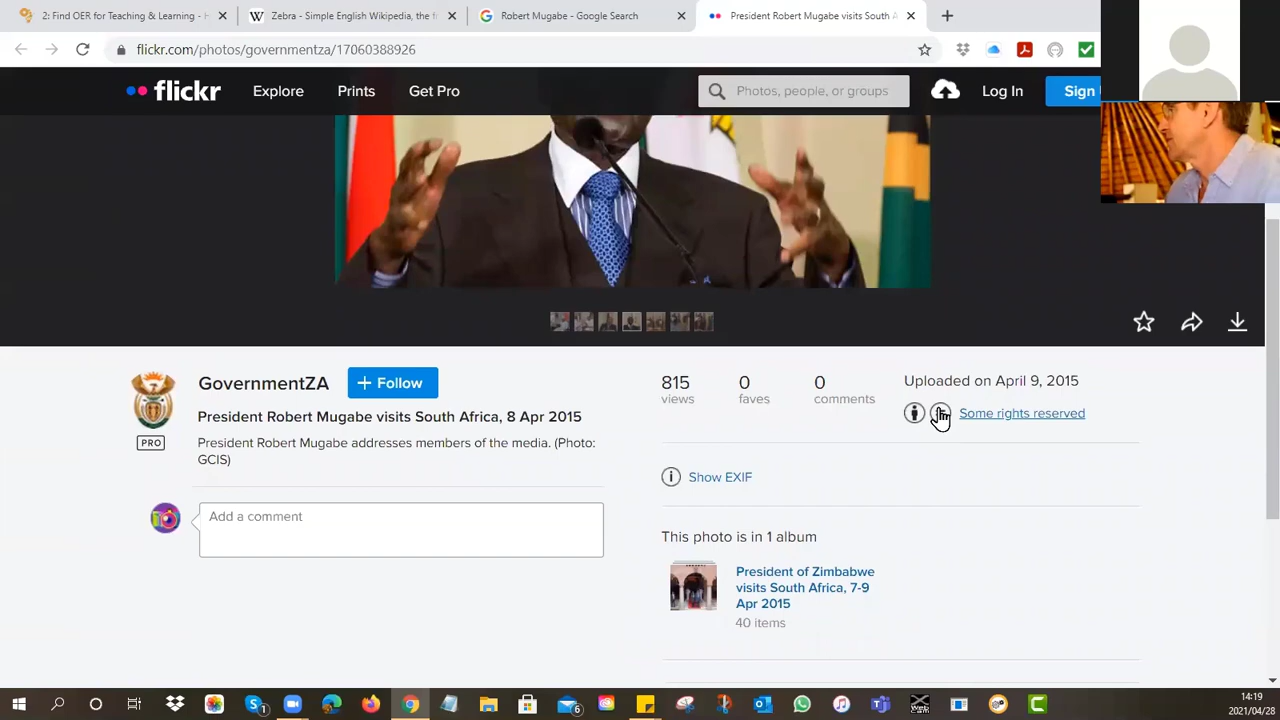 2: Find OER for Teaching & Learning - H
Zebra - Simple English Wikipedia, the f
Robert Mugabe - Google Search
President Robert Mugabe visits South A
flickr.com/photos/governmentza/17060388926
flickr
Explore
Prints
Get Pro
Photos, people, or groups
Log In
Sign
GovernmentZA
+ Follow
President Robert Mugabe visits South Africa, 8 Apr 2015
President Robert Mugabe addresses members of the media. (Photo:
GCIS)
PRO
Add a comment
815
views
0
faves
0
comments
Uploaded on April 9, 2015
Some rights reserved
Show EXIF
This photo is in 1 album
President of Zimbabwe
visits South Africa, 7-9
Apr 2015
40 items
14:19
2021/04/28